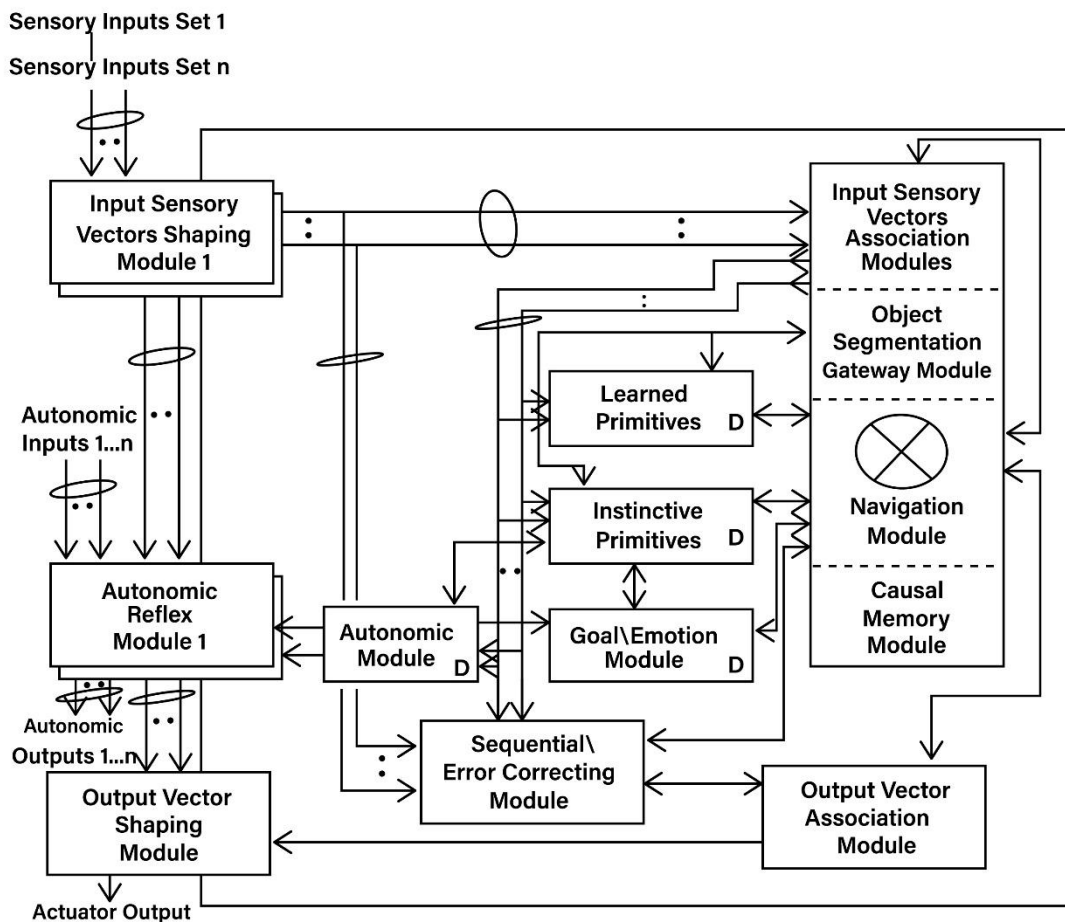 Sensory Inputs Set 1
Sensory Inputs Set n
Input Sensory
Vectors Shaping
Module 1
Input Sensory
Vectors
Association
Modules
Object
Segmentation
Gateway Module
Learned
Primitives
D
Autonomic
Inputs 1...n
Navigation
Module
Instinctive
Primitives
D
Autonomic
Reflex
Module 1
Autonomic
Module
D
Goal\Emotion
Module
D
Causal
Memory
Module
Autonomic
Outputs 1...n
Sequential\
Error Correcting
Module
Output Vector
Shaping
Module
Output Vector
Association
Module
Actuator Output